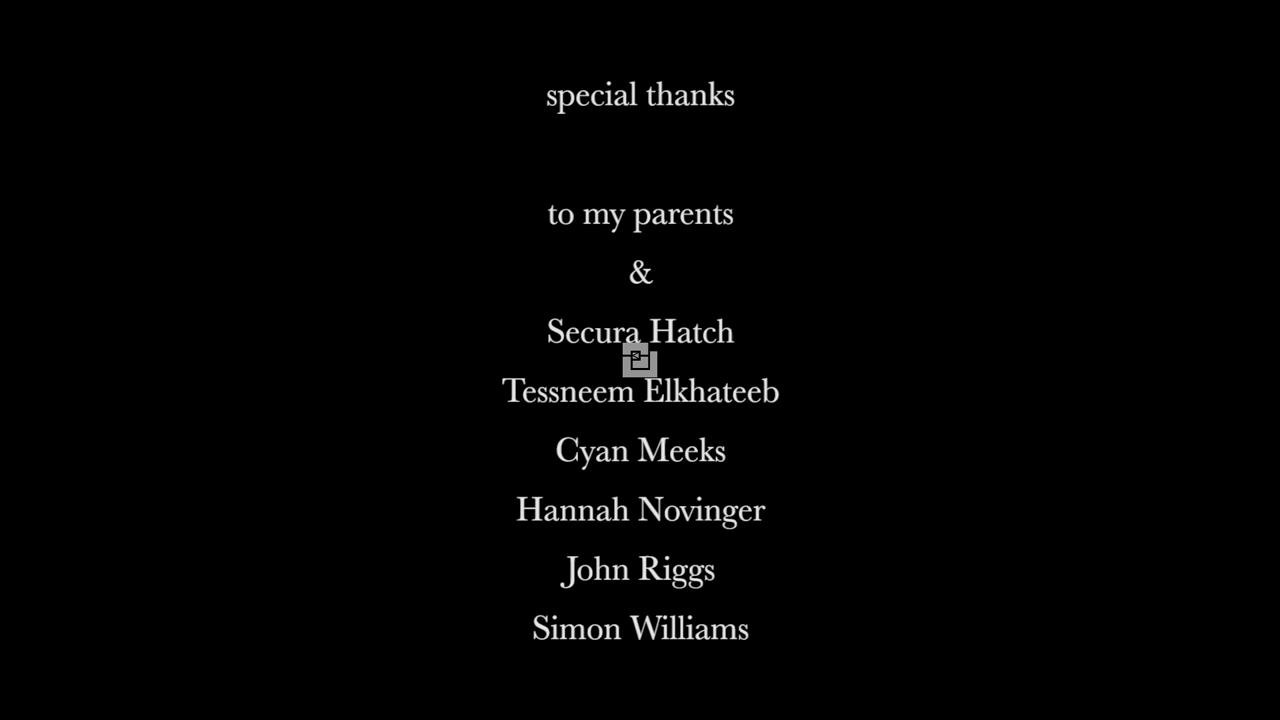 special thanks
to my parents
&
Secura Hatch
Tessneem Elkhateeb
Cyan Meeks
Hannah Novinger
John Riggs
Simon Williams